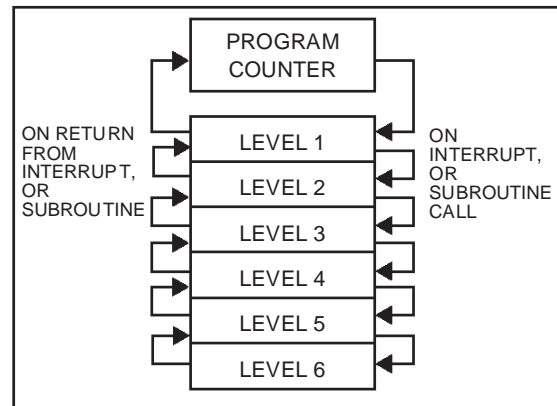 PROGRAM
COUNTER
ON RETURN
FROM
INTERRUPT,
OR
SUBROUTINE
LEVEL 1
LEVEL 2
LEVEL 3
LEVEL 4
LEVEL 5
LEVEL 6
ON
INTERRUPT,
OR
SUBROUTINE
CALL